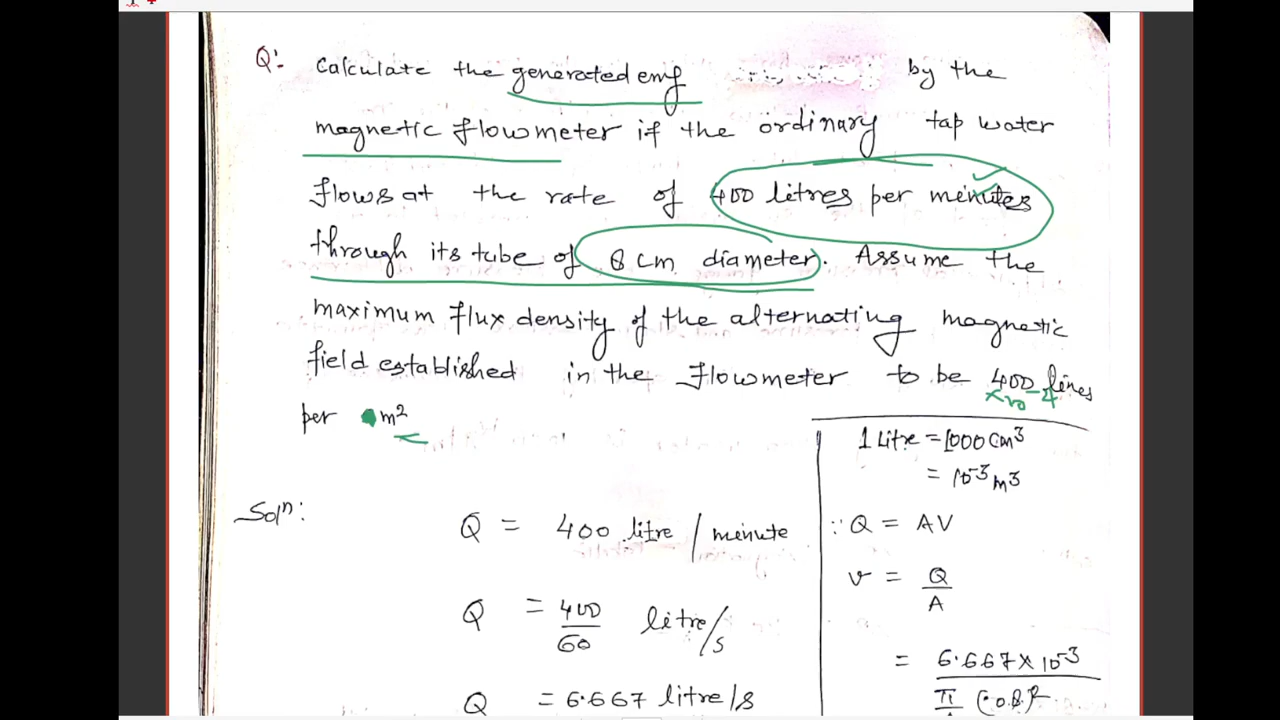 Q:- Calculate the generated emf by the
magnetic flowmeter if the ordinary tap water
flows at the rate of 400 litres per minutes
through its tube of 8 cm diameter. Assume the
maximum flux density of the alternating magnetic
field established in the flowmeter to be 400 lines
×10⁻⁴
per m²
Solⁿ:
Q = 400 litre / minute
Q = 400/60 litre/s
Q = 6.667 litre/s
1 Litre = 1000 cm³
= 10⁻³ m³
∵ Q = AV
v = Q/A
= 6.667 × 10⁻³
π (.08)²